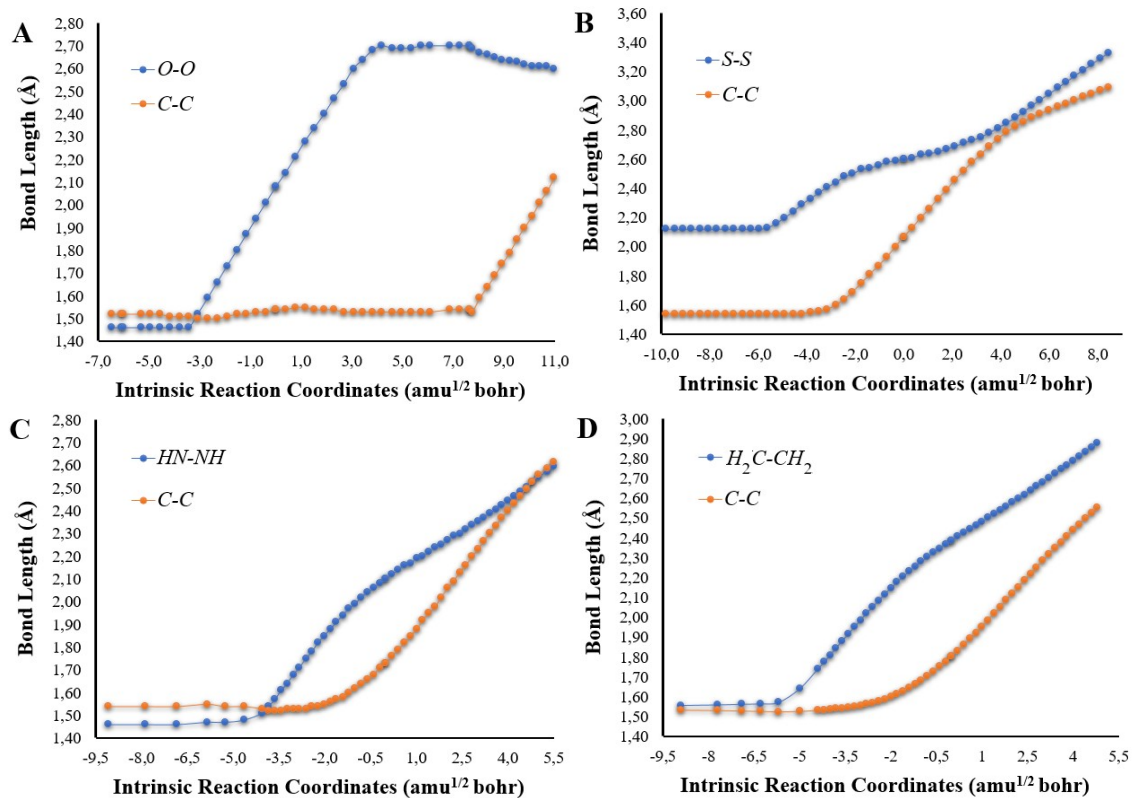 A
2,80
2,70
2,60
2,50
2,40
2,30
2,20
2,10
2,00
1,90
1,80
1,70
1,60
1,50
1,40
Bond Length (Å)
O-O
C-C
-7,0 -5,0 -3,0 -1,0 1,0 3,0 5,0 7,0 9,0 11,0
Intrinsic Reaction Coordinates (amu1/2 bohr)
B
3,60
3,40
3,20
3,00
2,80
2,60
2,40
2,20
2,00
1,80
1,60
1,40
Bond Length (Å)
S-S
C-C
-10,0 -8,0 -6,0 -4,0 -2,0 0,0 2,0 4,0 6,0 8,0
Intrinsic Reaction Coordinates (amu1/2 bohr)
C
2,80
2,70
2,60
2,50
2,40
2,30
2,20
2,10
2,00
1,90
1,80
1,70
1,60
1,50
1,40
Bond Length (Å)
HN-NH
C-C
-9,5 -8,0 -6,5 -5,0 -3,5 -2,0 -0,5 1,0 2,5 4,0 5,5
Intrinsic Reaction Coordinates (amu1/2 bohr)
D
3,00
2,90
2,80
2,70
2,60
2,50
2,40
2,30
2,20
2,10
2,00
1,90
1,80
1,70
1,60
1,50
1,40
Bond Length (Å)
H2C-CH2
C-C
-9,5 -8 -6,5 -5 -3,5 -2 -0,5 1 2,5 4 5,5
Intrinsic Reaction Coordinates (amu1/2 bohr)